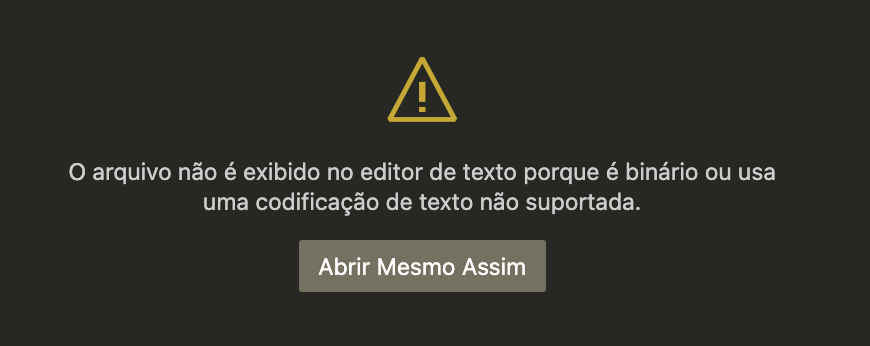 O arquivo não é exibido no editor de texto porque é binário ou usa
uma codificação de texto não suportada.
Abrir Mesmo Assim